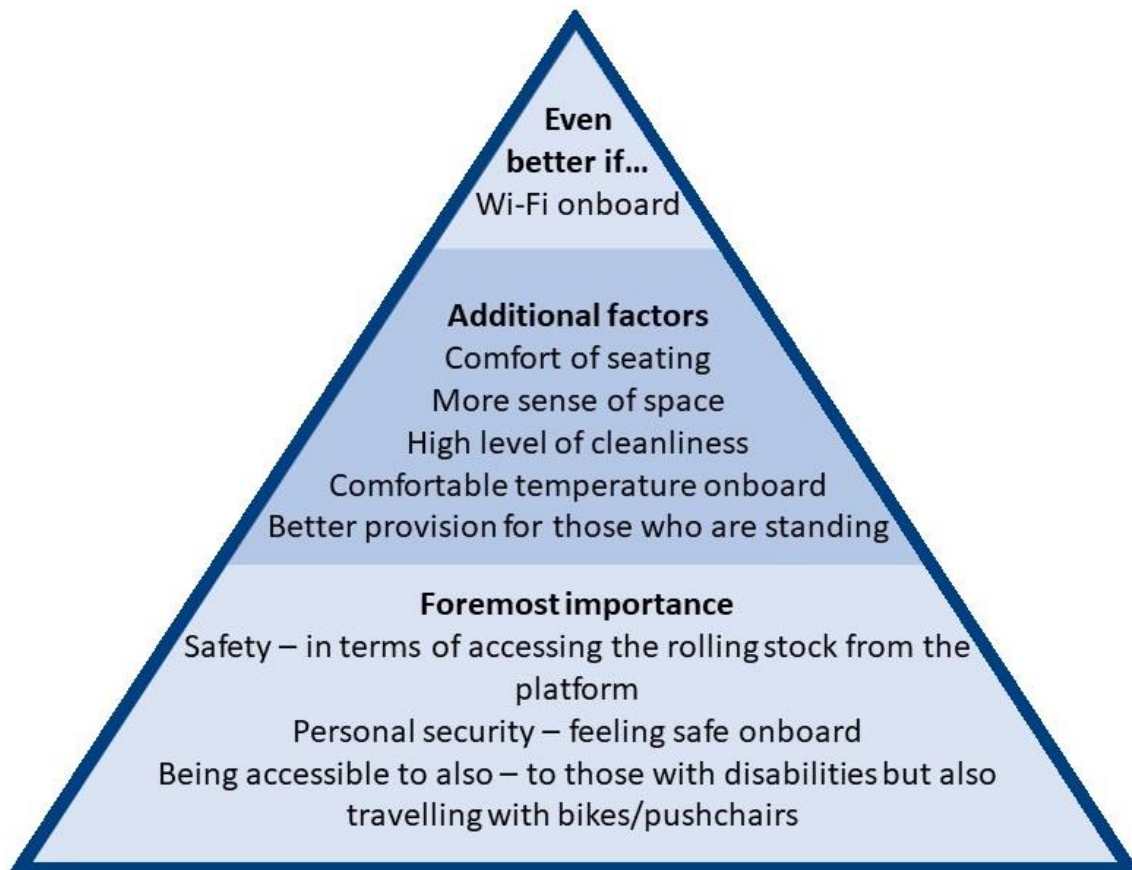 Even
better if...
Wi-Fi onboard
Additional factors
Comfort of seating
More sense of space
High level of cleanliness
Comfortable temperature onboard
Better provision for those who are standing
Foremost importance
Safety – in terms of accessing the rolling stock from the
platform
Personal security – feeling safe onboard
Being accessible to also – to those with disabilities but also
travelling with bikes/pushchairs